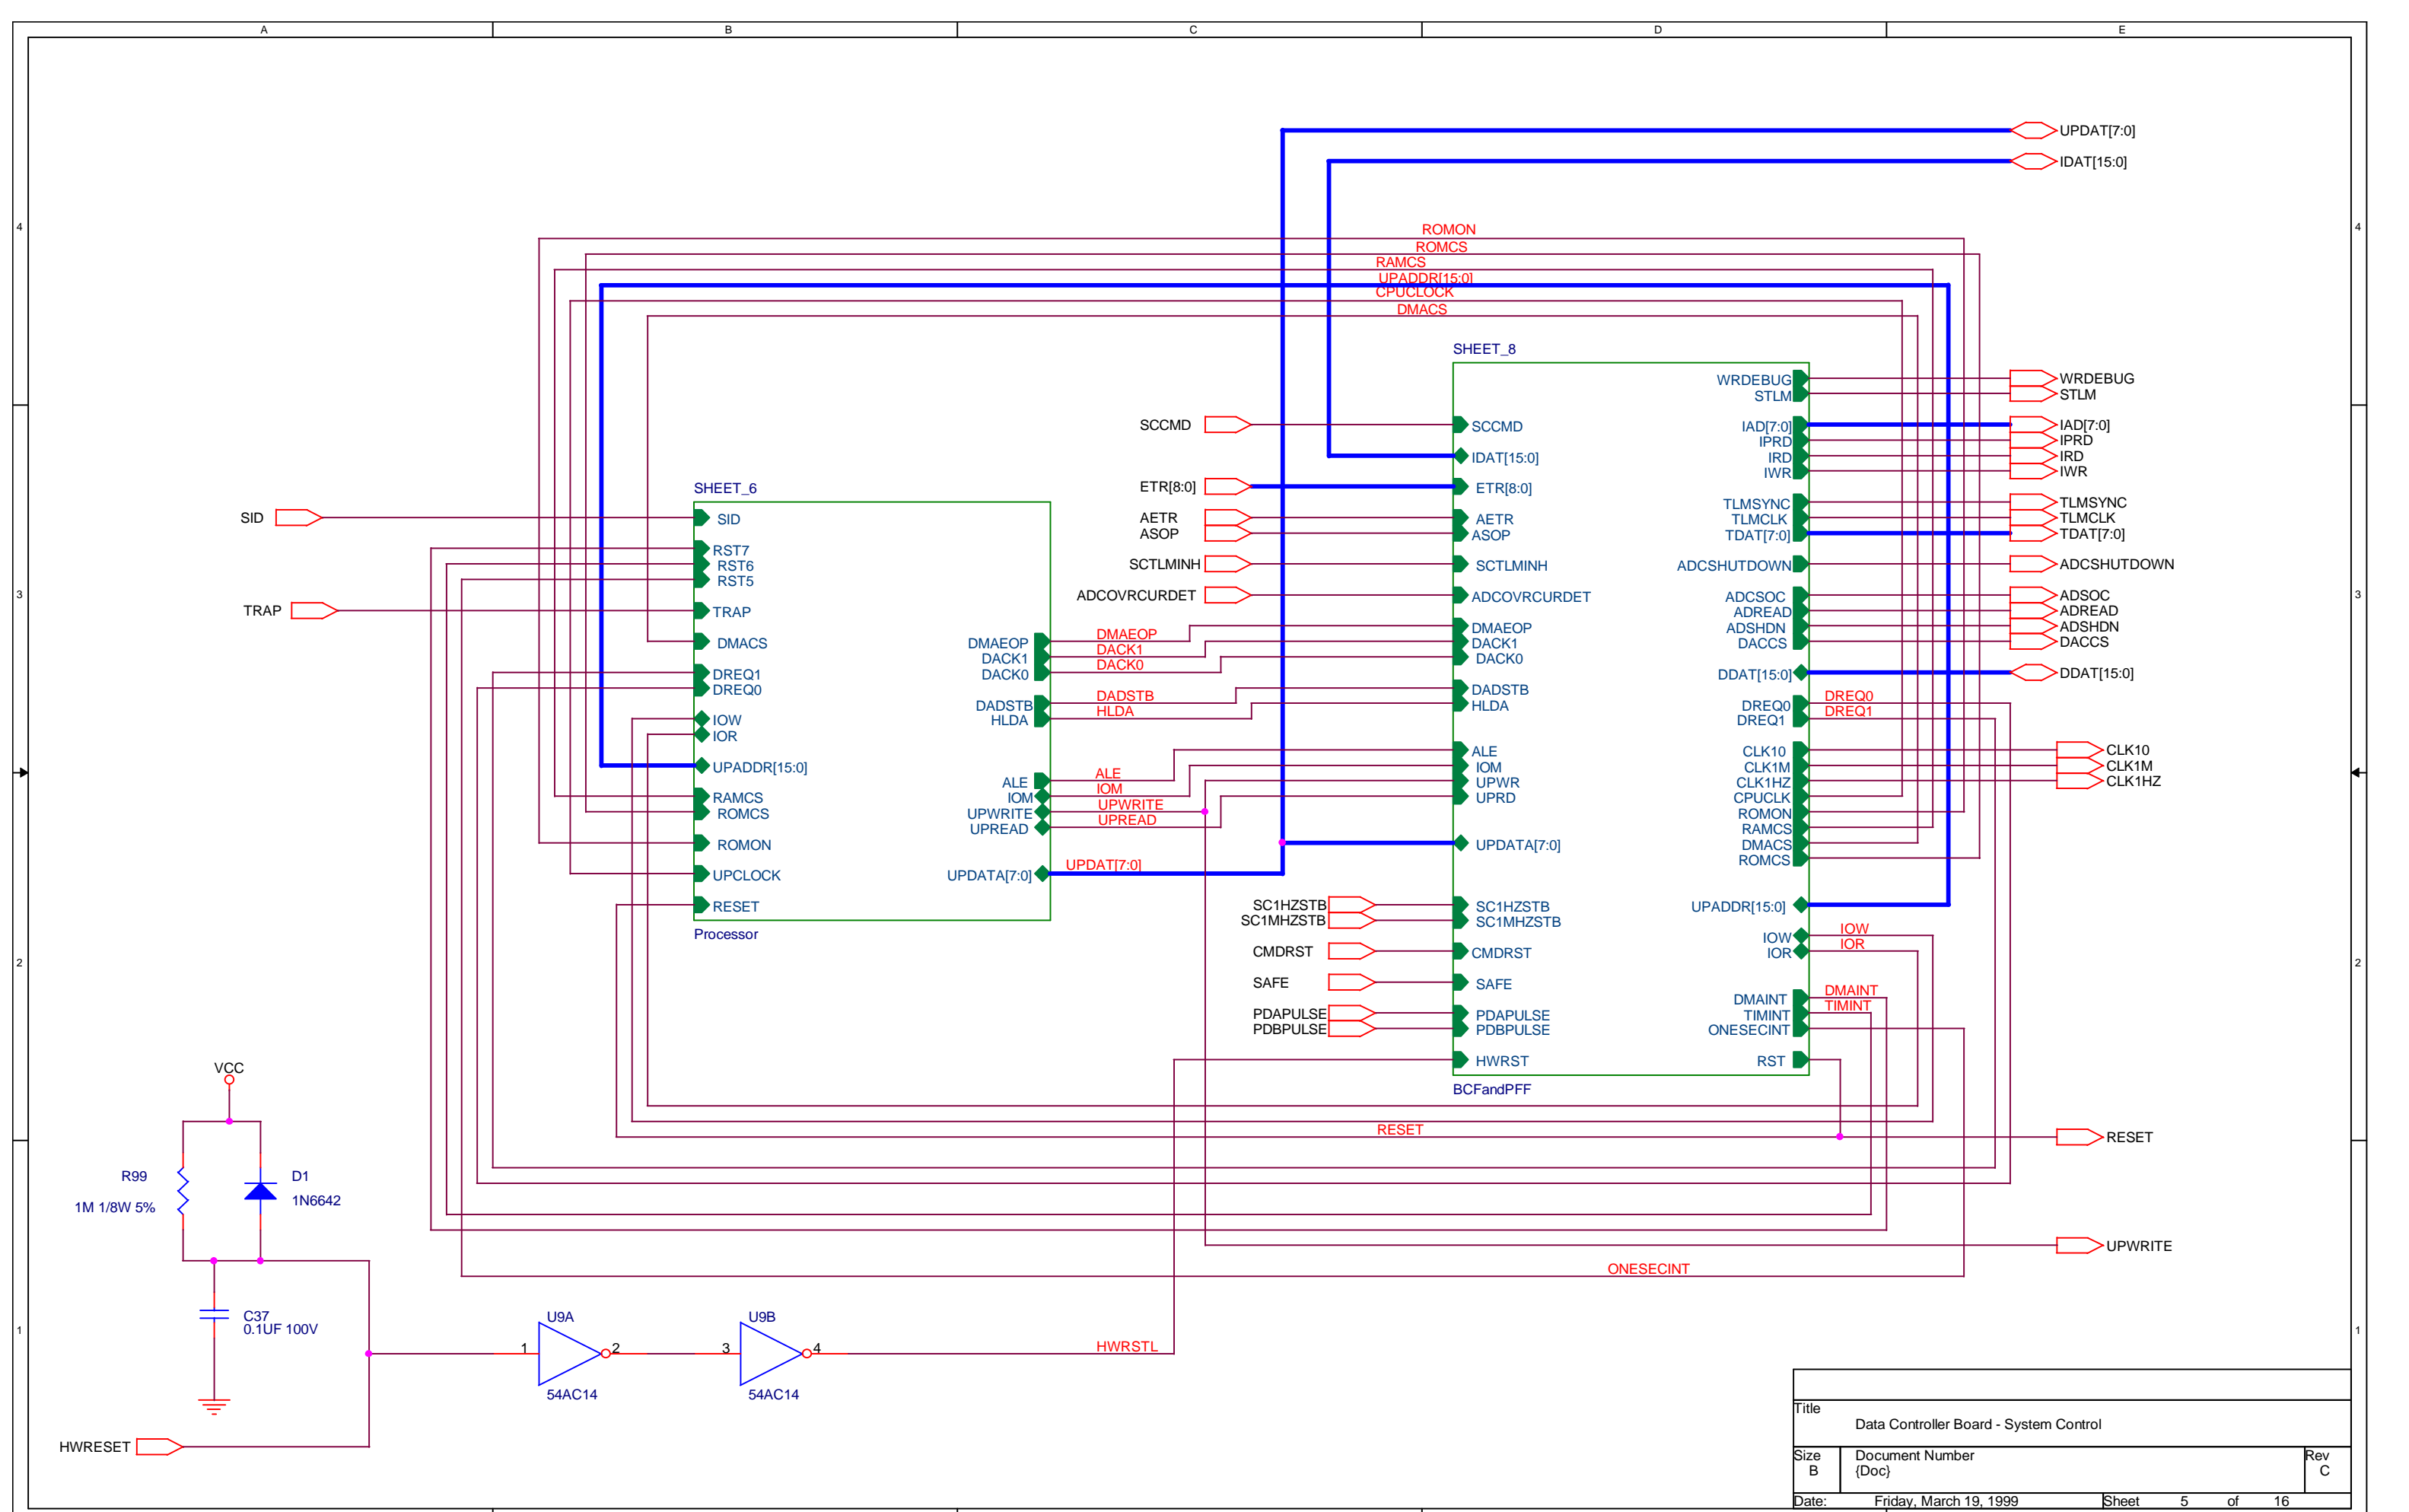 A B C D E
4 4
3 3
2 2
1 1
UPDAT[7:0]
IDAT[15:0]
ROMON
ROMCS
RAMCS
UPADDR[15:0]
CPUCLOCK
DMACS
SHEET_6
SID
RST7
RST6
RST5
TRAP
DMACS
DREQ1
DREQ0
IOW
IOR
UPADDR[15:0]
RAMCS
ROMCS
ROMON
UPCLOCK
RESET
DMAEOP
DACK1
DACK0
DADSTB
HLDA
ALE
IOM
UPWRITE
UPREAD
UPDATA[7:0]
Processor
SID
TRAP
DMAEOP
DACK1
DACK0
DADSTB
HLDA
ALE
IOM
UPWRITE
UPREAD
UPDAT[7:0]
SCCMD
ETR[8:0]
AETR
ASOP
SCTLMINH
ADCOVRCURDET
SC1HZSTB
SC1MHZSTB
CMDRST
SAFE
PDAPULSE
PDBPULSE
SHEET_8
SCCMD
IDAT[15:0]
ETR[8:0]
AETR
ASOP
SCTLMINH
ADCOVRCURDET
DMAEOP
DACK1
DACK0
DADSTB
HLDA
ALE
IOM
UPWR
UPRD
UPDATA[7:0]
SC1HZSTB
SC1MHZSTB
CMDRST
SAFE
PDAPULSE
PDBPULSE
HWRST
WRDEBUG
STLM
IAD[7:0]
IPRD
IRD
IWR
TLMSYNC
TLMCLK
TDAT[7:0]
ADCSHUTDOWN
ADCSOC
ADREAD
ADSHDN
DACCS
DDAT[15:0]
DREQ0
DREQ1
CLK10
CLK1M
CLK1HZ
CPUCLK
ROMON
RAMCS
DMACS
ROMCS
UPADDR[15:0]
IOW
IOR
DMAINT
TIMINT
ONESECINT
RST
BCFandPFF
DREQ0
DREQ1
IOW
IOR
DMAINT
TIMINT
WRDEBUG
STLM
IAD[7:0]
IPRD
IRD
IWR
TLMSYNC
TLMCLK
TDAT[7:0]
ADCSHUTDOWN
ADSOC
ADREAD
ADSHDN
DACCS
DDAT[15:0]
CLK10
CLK1M
CLK1HZ
RESET
RESET
UPWRITE
ONESECINT
VCC
R99
1M 1/8W 5%
D1
1N6642
C37
0.1UF 100V
HWRESET
U9A
1 2
54AC14
U9B
3 4
54AC14
HWRSTL
Title
Data Controller Board - System Control
Size Document Number Rev
B {Doc} C
Date: Friday, March 19, 1999 Sheet 5 of 16